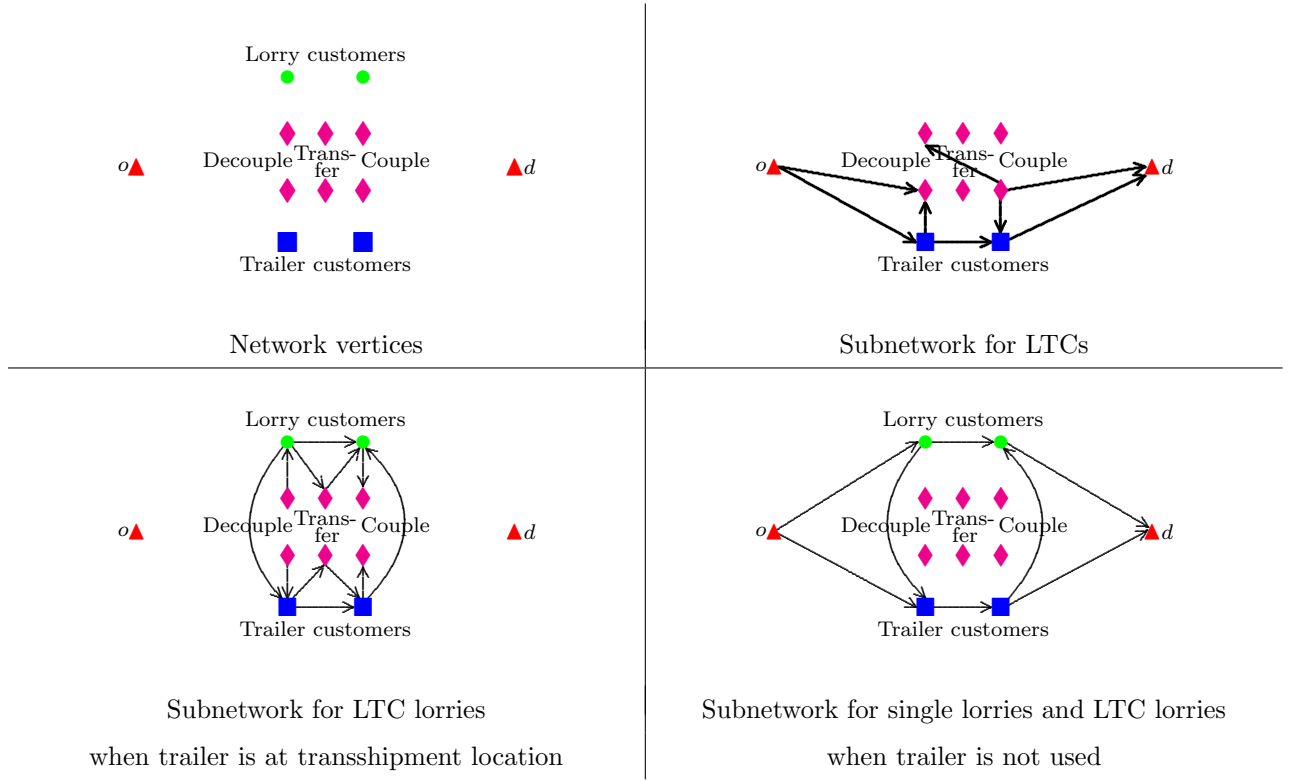 Lorry customers
o
Decouple
Trans-
fer
Couple
d
Trailer customers
Network vertices
o
Decouple
Trans-
fer
Couple
d
Trailer customers
Subnetwork for LTCs
Lorry customers
o
Decouple
Trans-
fer
Couple
d
Trailer customers
Subnetwork for LTC lorries
when trailer is at transshipment location
Lorry customers
o
Decouple
Trans-
fer
Couple
d
Trailer customers
Subnetwork for single lorries and LTC lorries
when trailer is not used